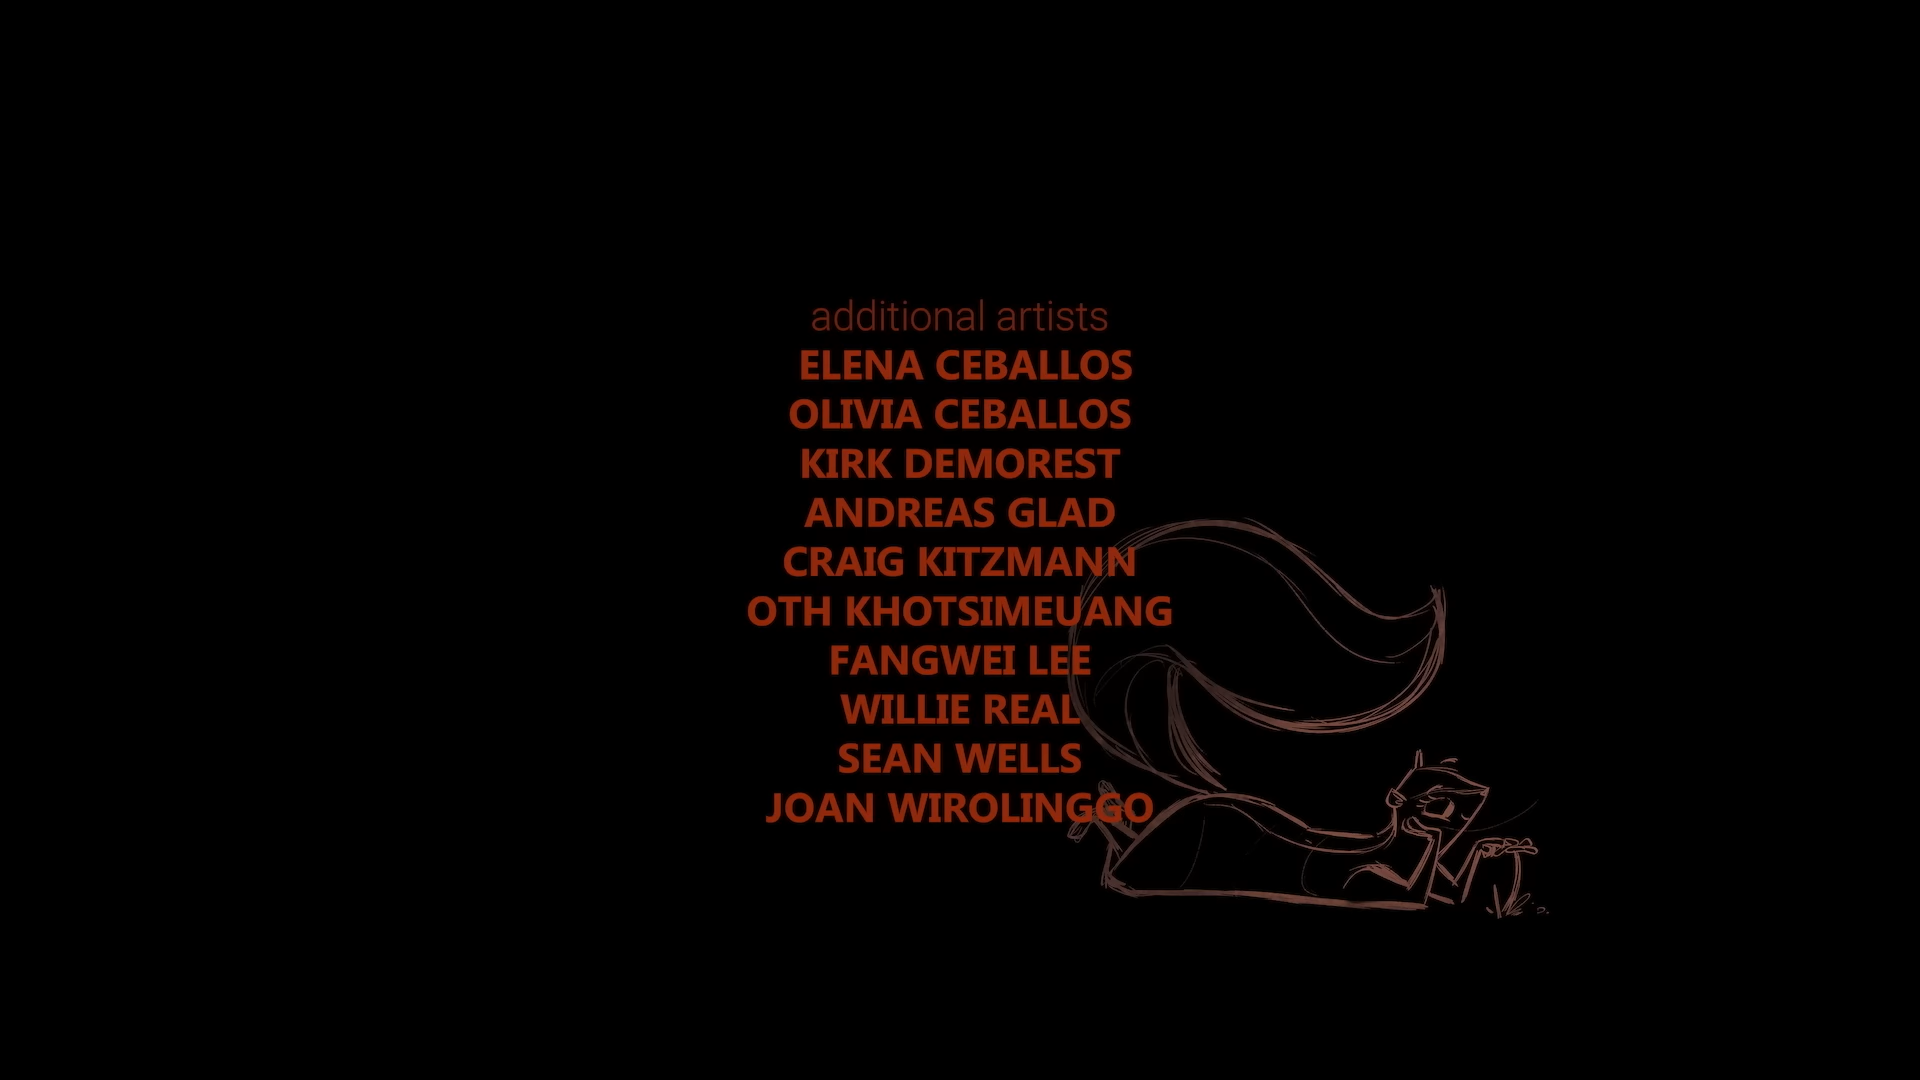 additional artists
ELENA CEBALLOS
OLIVIA CEBALLOS
KIRK DEMOREST
ANDREAS GLAD
CRAIG KITZMANN
OTH KHOTSIMEUANG
FANGWEI LEE
WILLIE REAL
SEAN WELLS
JOAN WIROLINGGO